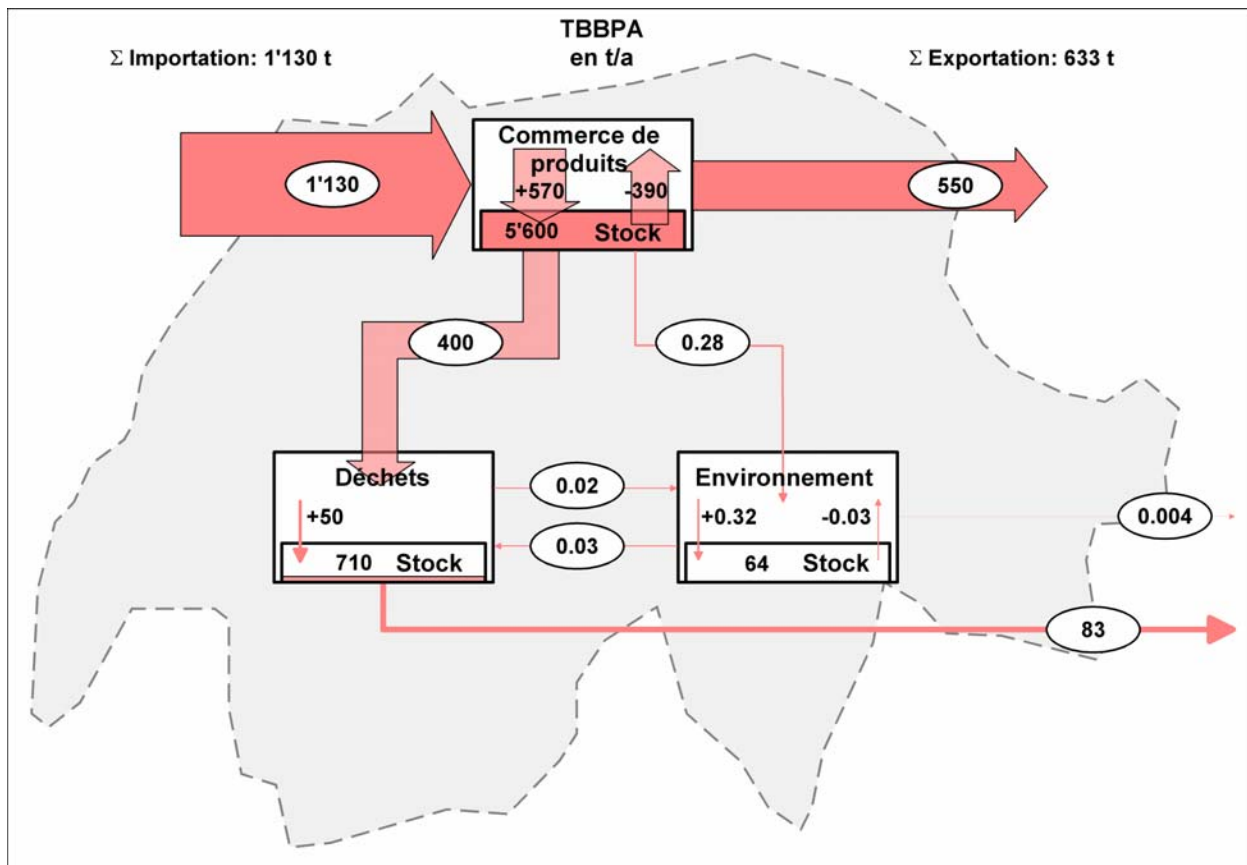 TBBPA
en t/a
Σ Importation: 1'130 t
Σ Exportation: 633 t
Commerce de
produits
+570
-390
1'130
550
5'600 Stock
400
0.28
Déchets
+50
710 Stock
0.02
0.03
Environnement
+0.32
-0.03
64 Stock
0.004
83